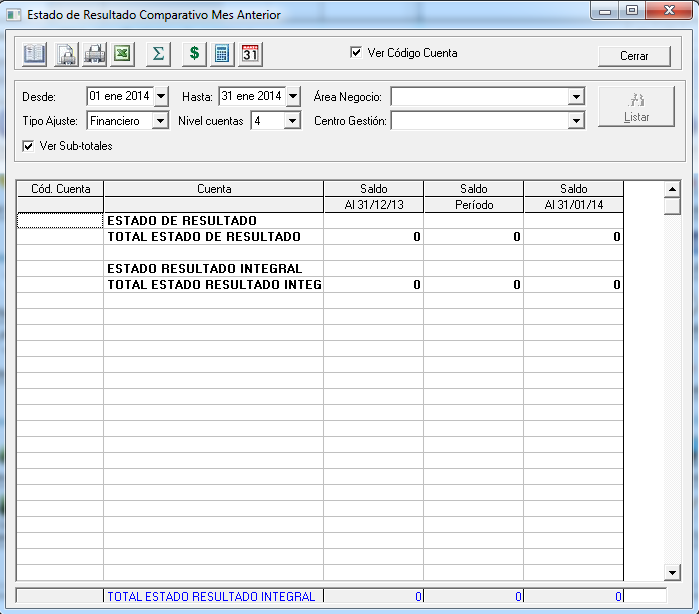 Estado de Resultado Comparativo Mes Anterior
Σ $ 31 Ver Código Cuenta Cerrar
Desde: 01 ene 2014 Hasta: 31 ene 2014 Área Negocio:
Tipo Ajuste: Financiero Nivel cuentas 4 Centro Gestión: Listar
Ver Sub-totales
Cód. Cuenta Cuenta Saldo Saldo Saldo
Al 31/12/13 Período Al 31/01/14
ESTADO DE RESULTADO
TOTAL ESTADO DE RESULTADO 0 0 0
ESTADO RESULTADO INTEGRAL
TOTAL ESTADO RESULTADO INTEG 0 0 0
TOTAL ESTADO RESULTADO INTEGRAL 0 0 0